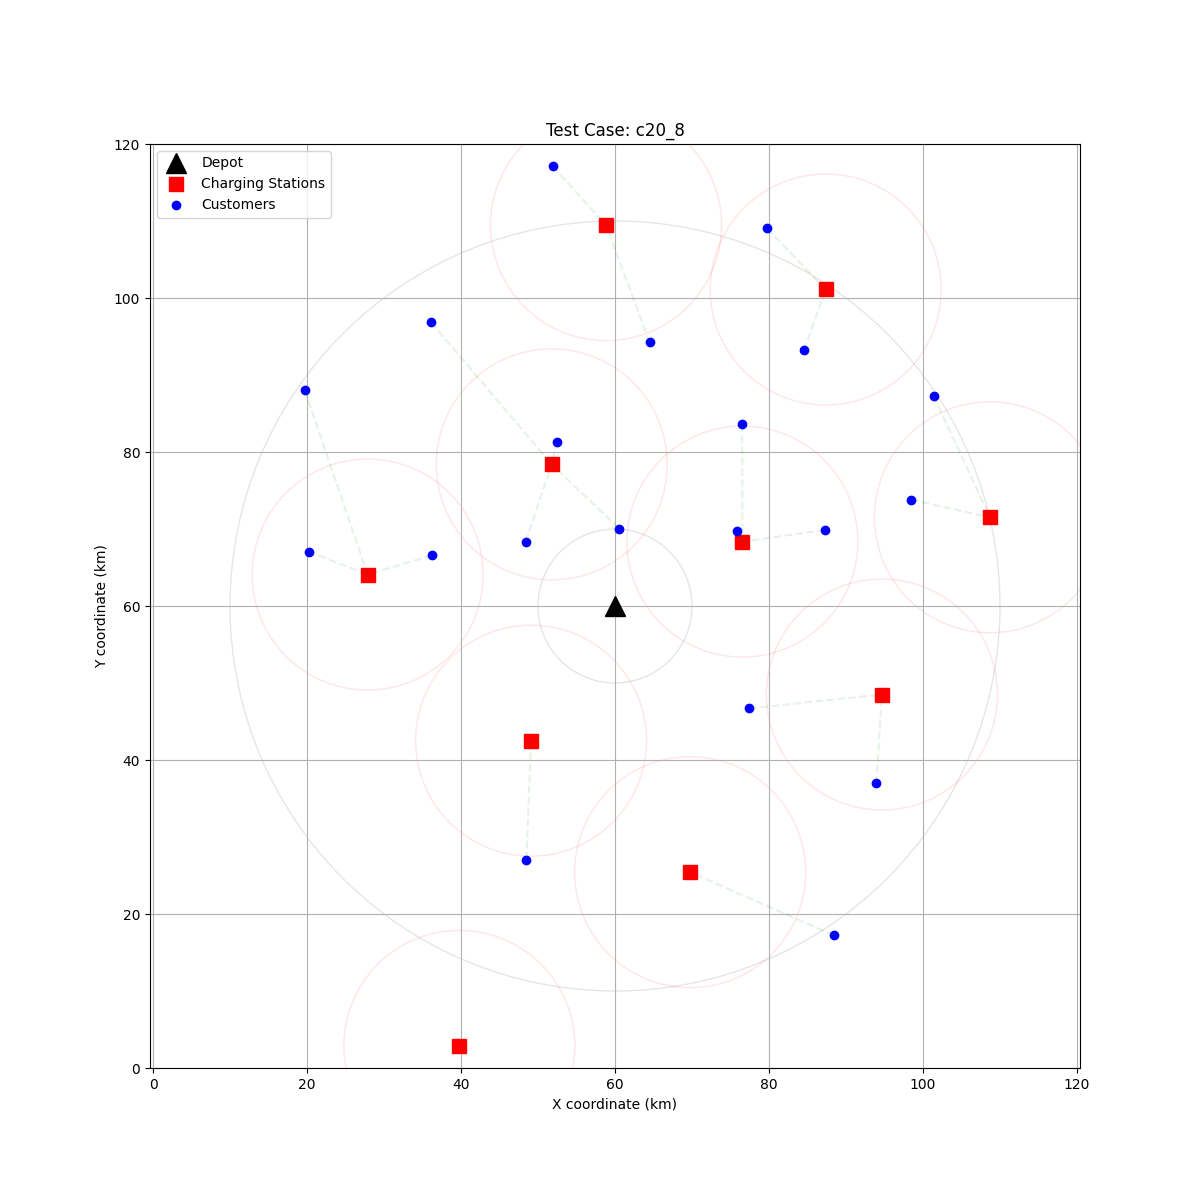 Test Case: c20_8
Depot
Charging Stations
Customers
120
100
80
60
40
20
0
Y coordinate (km)
0 20 40 60 80 100 120
X coordinate (km)